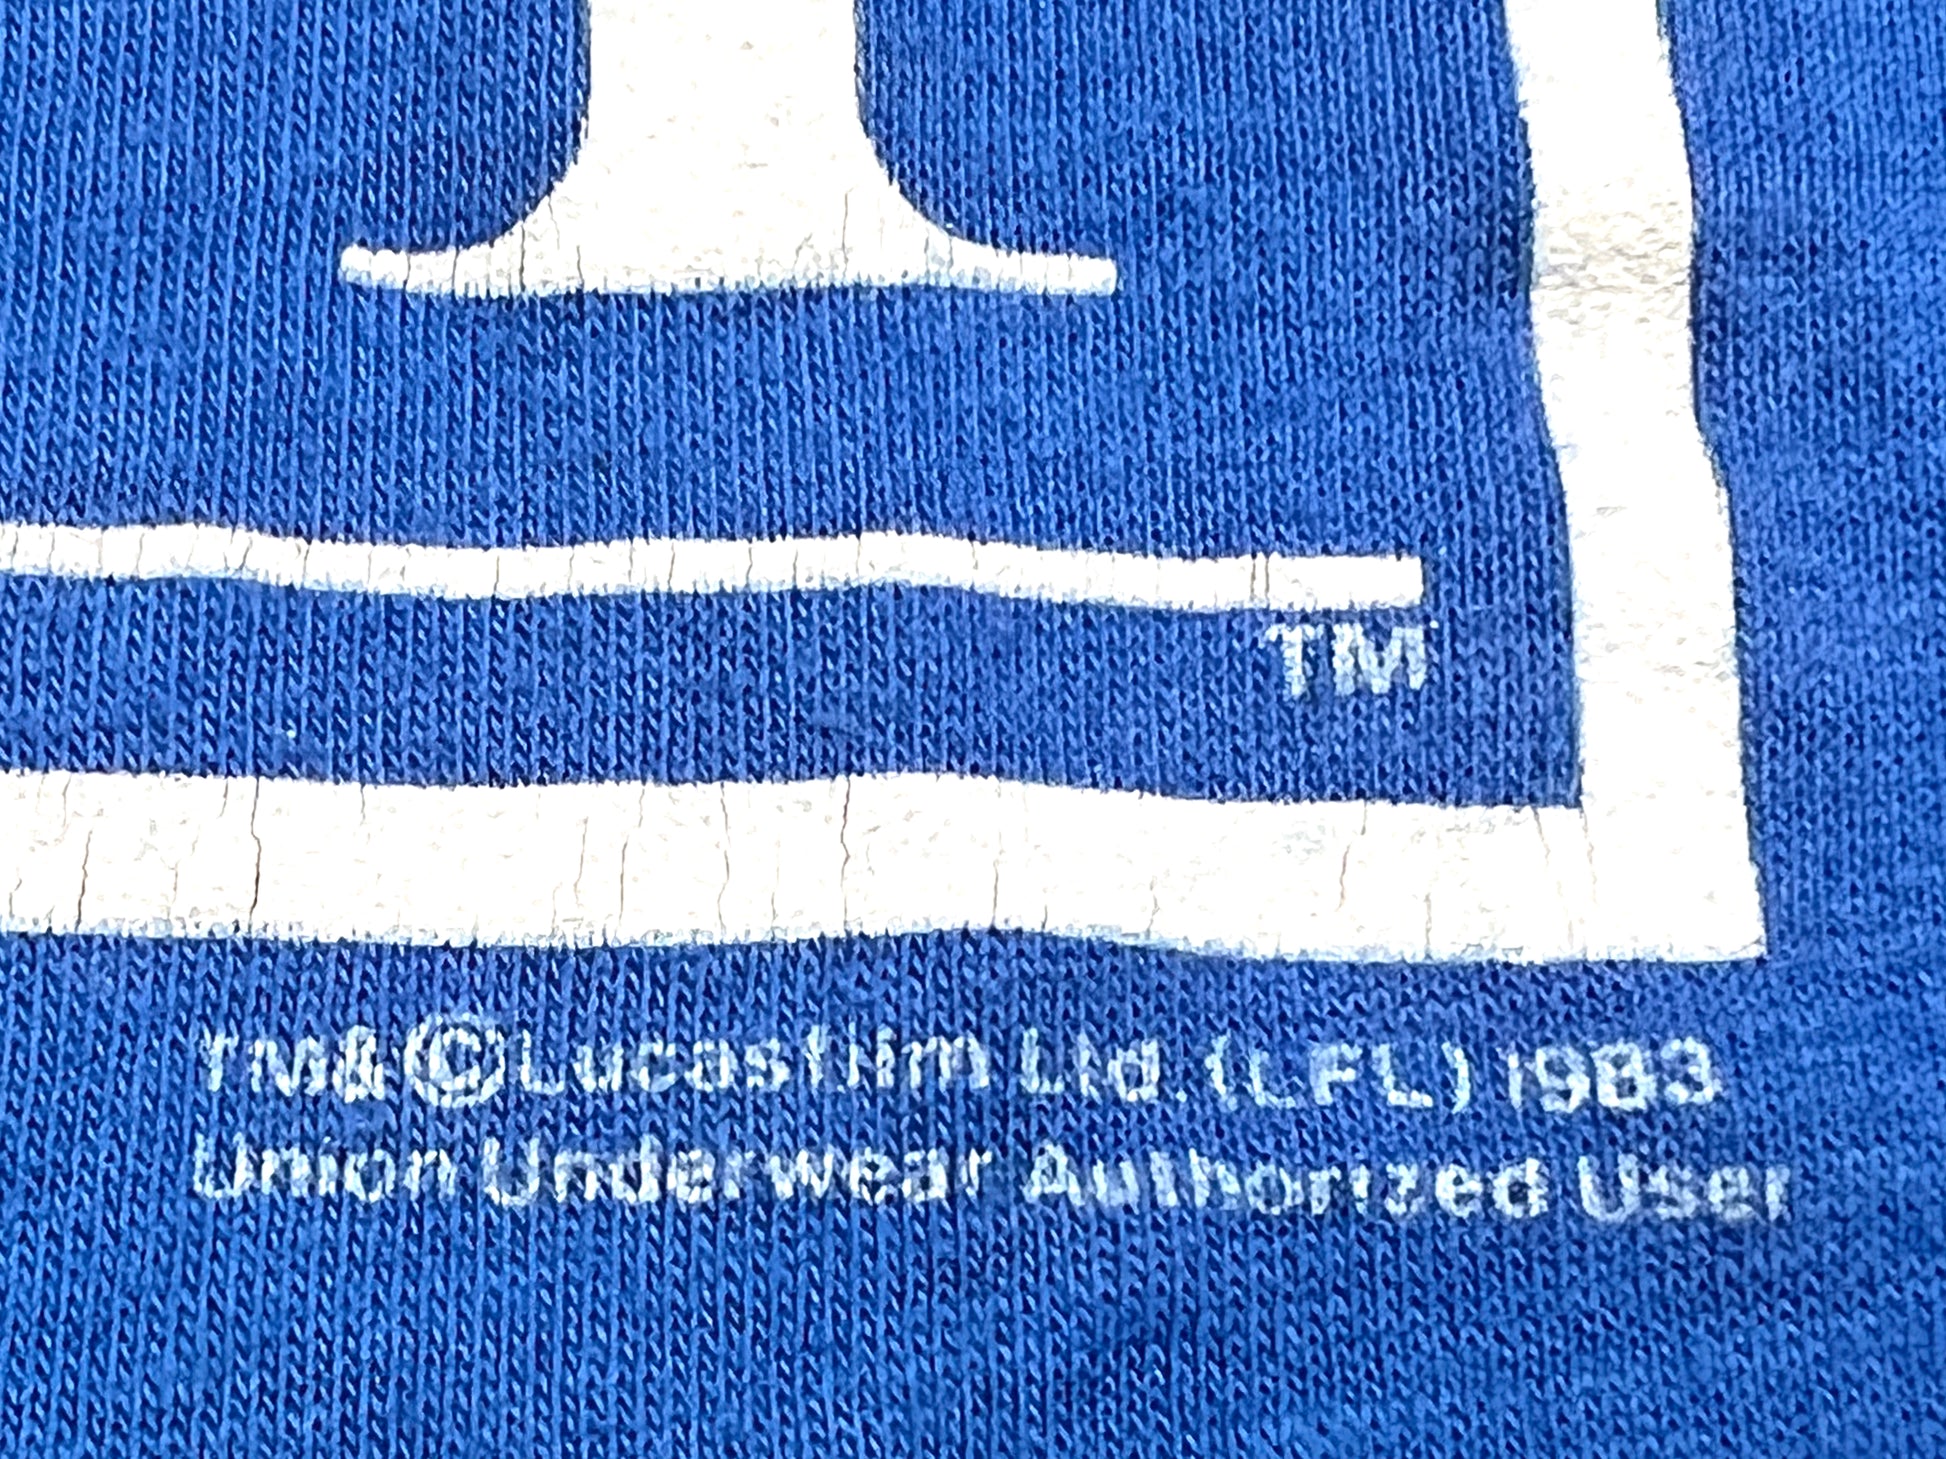 TM
TM&©Lucasfilm Ltd. (LFL) 1983
Union Underwear Authorized User